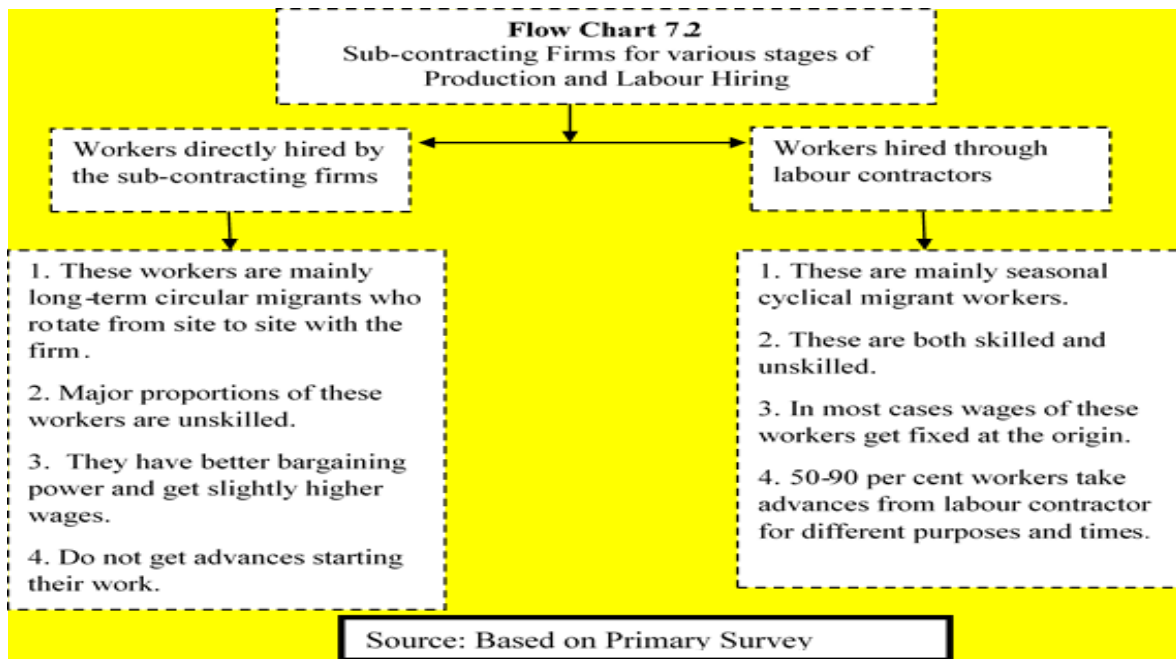 Flow Chart 7.2
Sub-contracting Firms for various stages of
Production and Labour Hiring
Workers directly hired by
the sub-contracting firms
Workers hired through
labour contractors
1. These workers are mainly
long-term circular migrants who
rotate from site to site with the
firm.
2. Major proportions of these
workers are unskilled.
3. They have better bargaining
power and get slightly higher
wages.
4. Do not get advances starting
their work.
1. These are mainly seasonal
cyclical migrant workers.
2. These are both skilled and
unskilled.
3. In most cases wages of these
workers get fixed at the origin.
4. 50-90 per cent workers take
advances from labour contractor
for different purposes and times.
Source: Based on Primary Survey